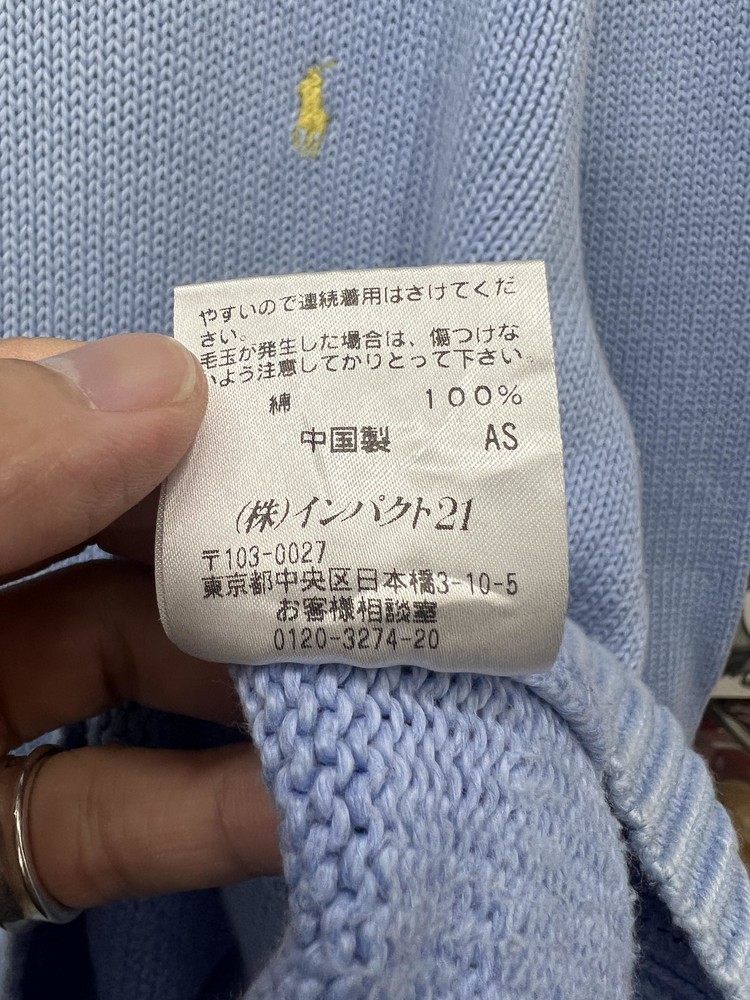 やすいので連続着用はさけてくだ
さい。
毛玉が発生した場合は、傷つけな
いよう注意してかりとって下さい。
綿 100%
中国製 AS
(株)インパクト21
〒103-0027
東京都中央区日本橋3-10-5
お客様相談室
0120-3274-20